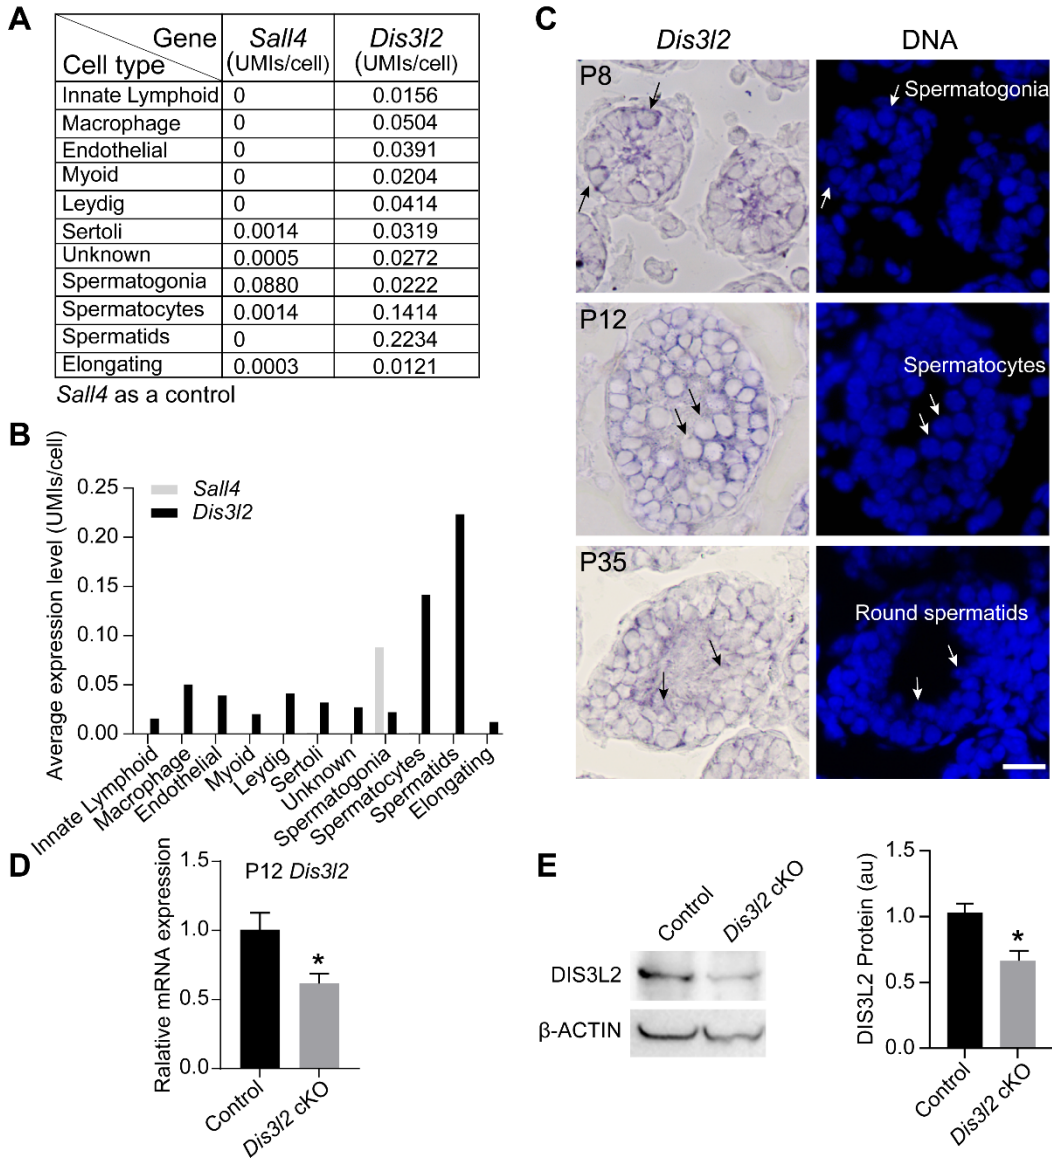 A
Gene
Cell type
Sall4
(UMIs/cell)
Dis3l2
(UMIs/cell)
Innate Lymphoid 0 0.0156
Macrophage 0 0.0504
Endothelial 0 0.0391
Myoid 0 0.0204
Leydig 0 0.0414
Sertoli 0.0014 0.0319
Unknown 0.0005 0.0272
Spermatogonia 0.0880 0.0222
Spermatocytes 0.0014 0.1414
Spermatids 0 0.2234
Elongating 0.0003 0.0121
Sall4 as a control
B
Average expression level (UMIs/cell)
0.25
0.20
0.15
0.10
0.05
0.00
Sall4
Dis3l2
Innate Lymphoid
Macrophage
Endothelial
Myoid
Leydig
Sertoli
Unknown
Spermatogonia
Spermatocytes
Spermatids
Elongating
C
Dis3l2
DNA
P8
Spermatogonia
P12
Spermatocytes
P35
Round spermatids
D
Ralative mRNA expression
1.5
1.0
0.5
0.0
P12 Dis3l2
*
Control
Dis3l2 cKO
E
Control
Dis3l2 cKO
DIS3L2
β-ACTIN
DIS3L2 Protein (au)
1.5
1.0
0.5
0.0
*
Control
Dis3l2 cKO